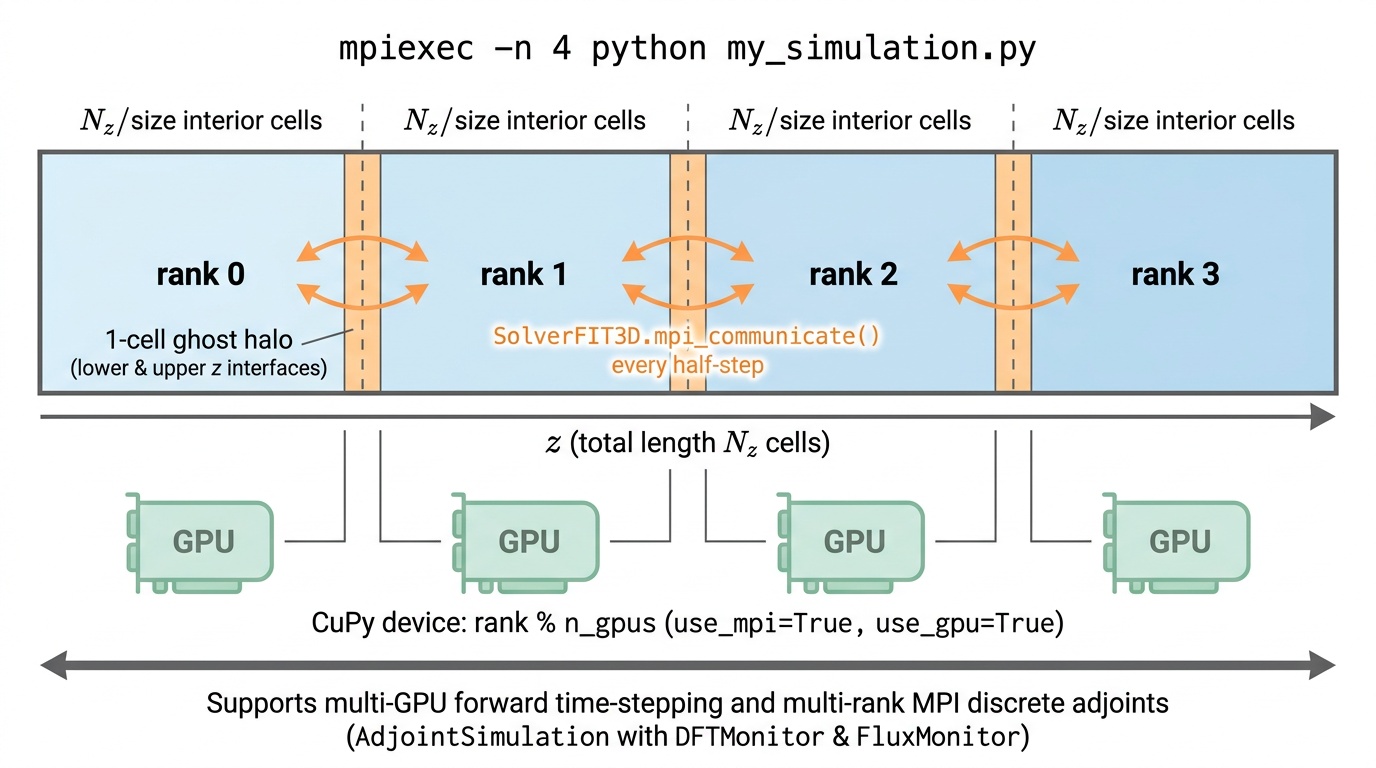 mpiexec -n 4 python my_simulation.py
N_z/size interior cells
N_z/size interior cells
N_z/size interior cells
N_z/size interior cells
rank 0
rank 1
rank 2
rank 3
1-cell ghost halo
(lower & upper z interfaces)
SolverFIT3D.mpi_communicate()
every half-step
z (total length N_z cells)
GPU
GPU
GPU
GPU
CuPy device: rank % n_gpus (use_mpi=True, use_gpu=True)
Supports multi-GPU forward time-stepping and multi-rank MPI discrete adjoints
(AdjointSimulation with DFTMonitor & FluxMonitor)